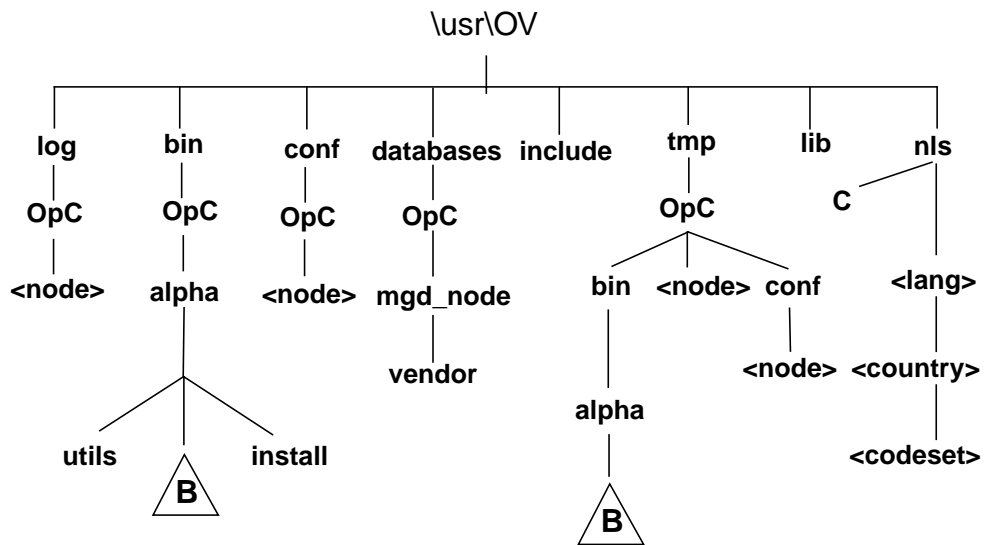 \usr\OV
log bin conf databases include tmp lib nls
C
OpC OpC OpC OpC OpC
<node> alpha <node> mgd_node bin <node> conf <lang>
vendor <node> <country>
alpha
utils install <codeset>
B
B